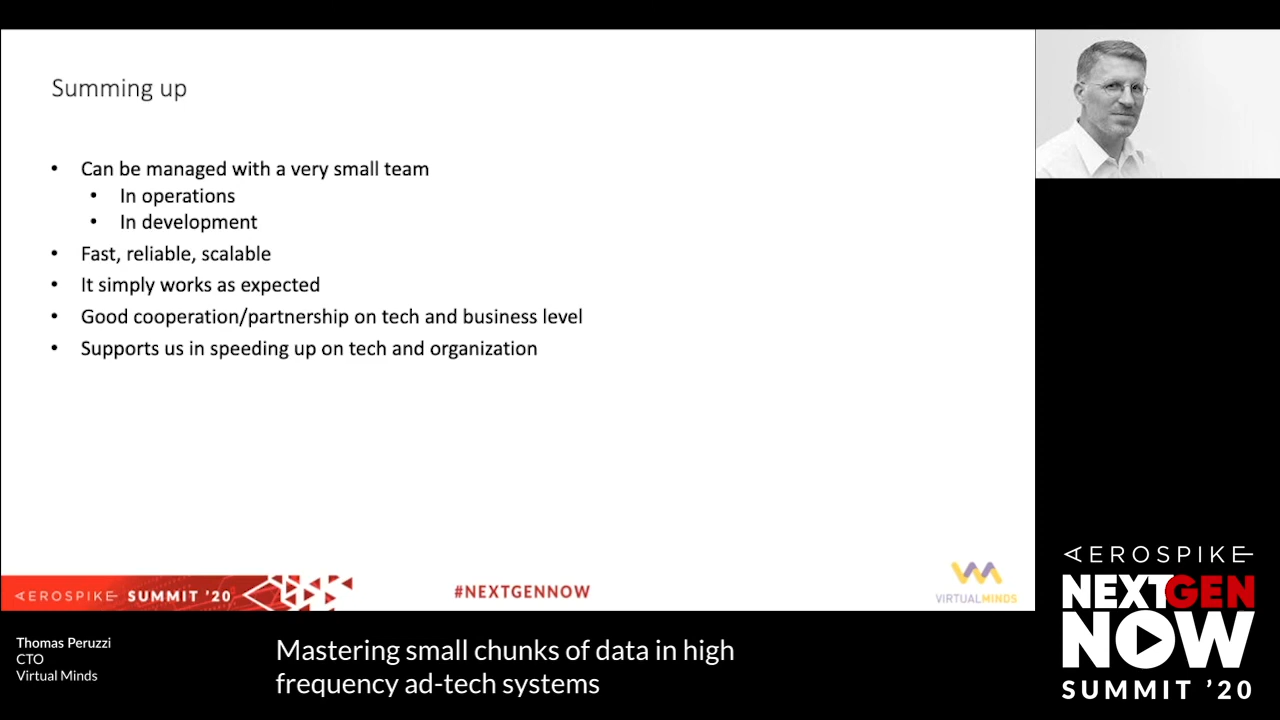 Summing up
• Can be managed with a very small team
• In operations
• In development
• Fast, reliable, scalable
• It simply works as expected
• Good cooperation/partnership on tech and business level
• Supports us in speeding up on tech and organization
AEROSPIKE SUMMIT '20
#NEXTGENNOW
VIRTUALMINDS
Thomas Peruzzi
CTO
Virtual Minds
Mastering small chunks of data in high
frequency ad-tech systems
AEROSPIKE
NEXTGEN
NOW
SUMMIT '20